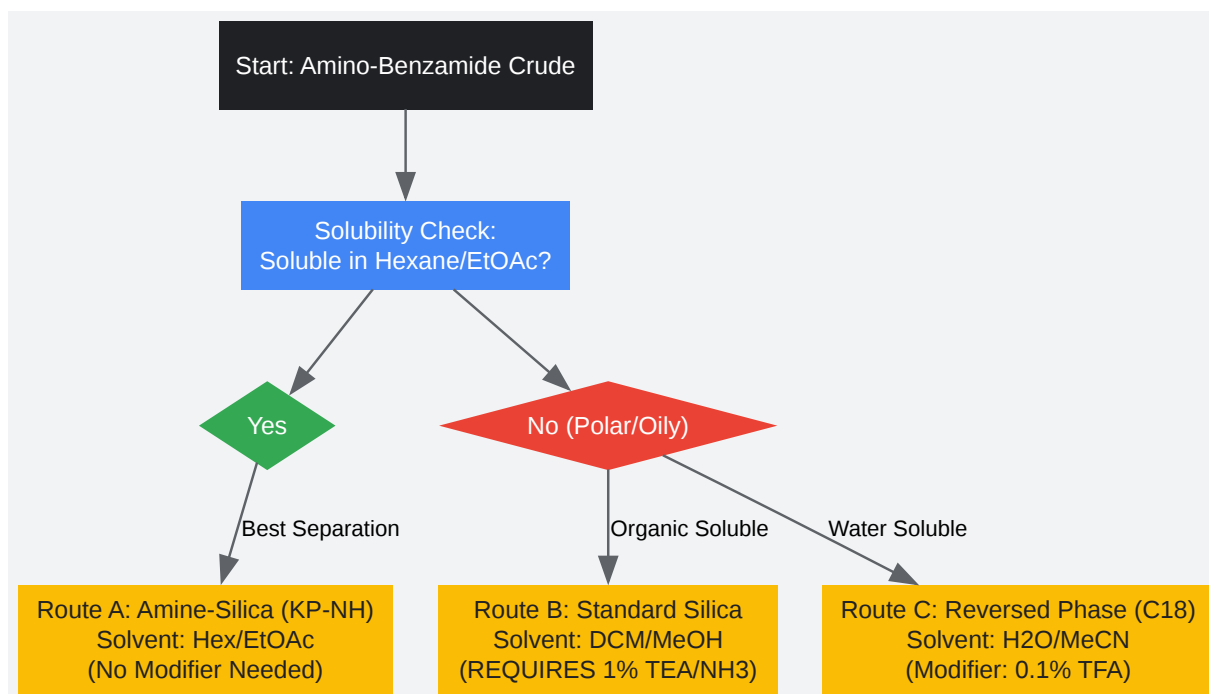 Start: Amino-Benzamide Crude
Solubility Check:
Soluble in Hexane/EtOAc?
Yes
No (Polar/Oily)
Best Separation
Organic Soluble
Water Soluble
Route A: Amine-Silica (KP-NH)
Solvent: Hex/EtOAc
(No Modifier Needed)
Route B: Standard Silica
Solvent: DCM/MeOH
(REQUIRES 1% TEA/NH3)
Route C: Reversed Phase (C18)
Solvent: H2O/MeCN
(Modifier: 0.1% TFA)